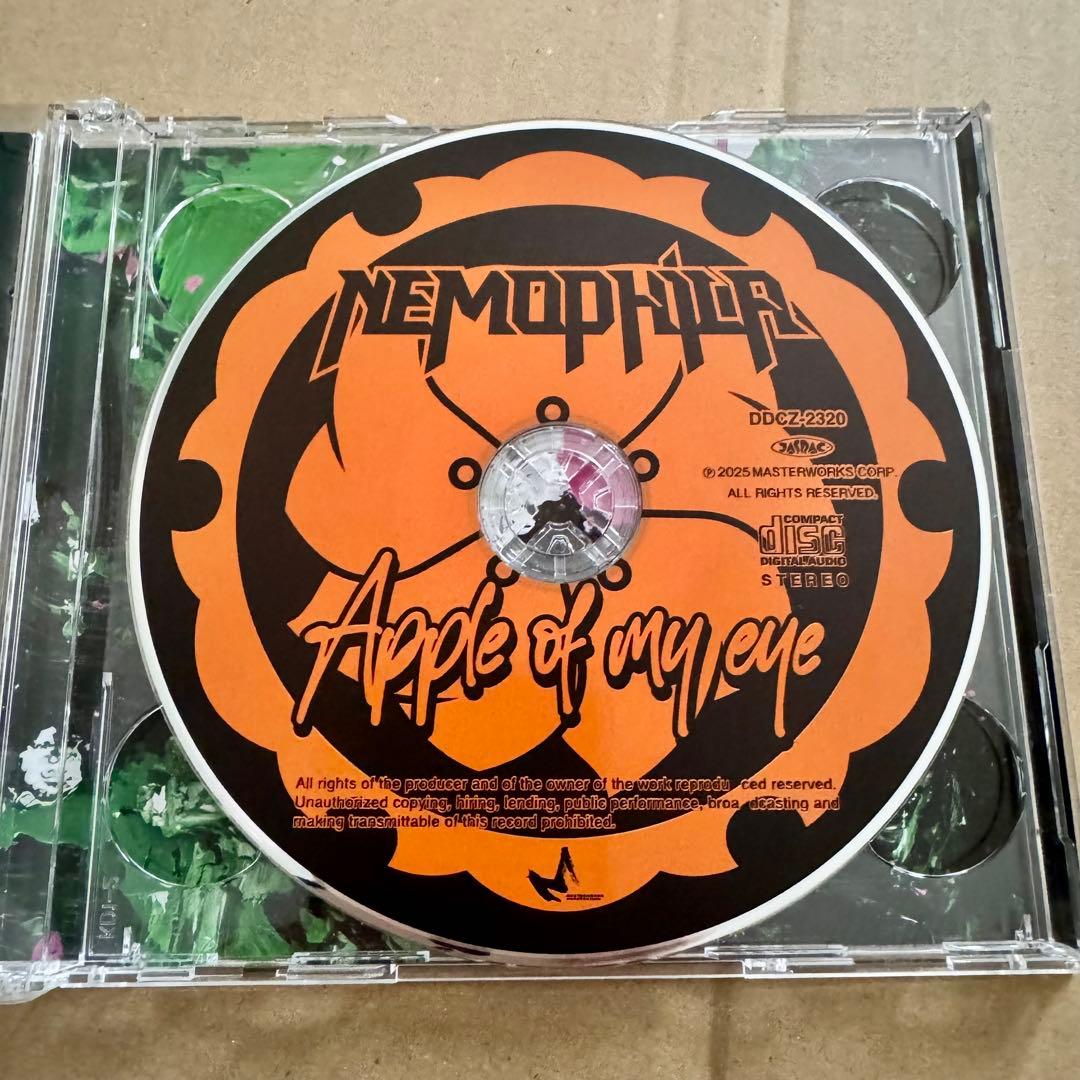 NEMOPHILA
DDCZ-2320
JASRAC
Ⓟ 2025 MASTERWORKS CORP.
ALL RIGHTS RESERVED.
COMPACT
disc
DIGITAL AUDIO
STEREO
Apple of my eye
All rights of the producer and of the owner of the work reprodu -ced reserved.
Unauthorized copying, hiring, lending, public performance, broa -dcasting and
making transmittable of this record prohibited.
KDI-S